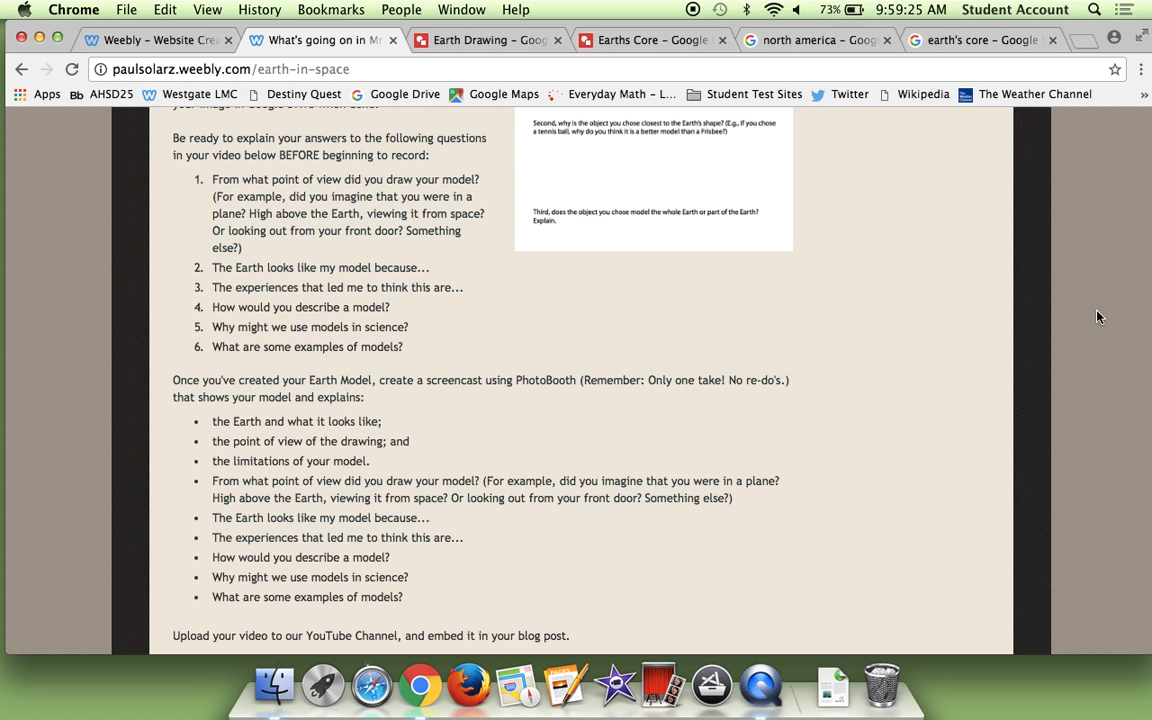 Chrome File Edit View History Bookmarks People Window Help 73% 9:59:25 AM Student Account
Weebly - Website Crea
What's going on in Mr
Earth Drawing - Goog
Earths Core - Google
north america - Goog
earth's core - Google
paulsolarz.weebly.com/earth-in-space
Apps Bb AHSD25 Westgate LMC Destiny Quest Google Drive Google Maps Everyday Math - L... Student Test Sites Twitter Wikipedia The Weather Channel »
Be ready to explain your answers to the following questions
in your video below BEFORE beginning to record:
1. From what point of view did you draw your model?
(For example, did you imagine that you were in a
plane? High above the Earth, viewing it from space?
Or looking out from your front door? Something
else?)
2. The Earth looks like my model because...
3. The experiences that led me to think this are...
4. How would you describe a model?
5. Why might we use models in science?
6. What are some examples of models?
Second, why is the object you chose closest to the Earth's shape? (E.g., if you chose
a tennis ball, why do you think it is a better model than a Frisbee?)
Third, does the object you chose model the whole Earth or part of the Earth?
Explain.
Once you've created your Earth Model, create a screencast using PhotoBooth (Remember: Only one take! No re-do's.)
that shows your model and explains:
• the Earth and what it looks like;
• the point of view of the drawing; and
• the limitations of your model.
• From what point of view did you draw your model? (For example, did you imagine that you were in a plane?
High above the Earth, viewing it from space? Or looking out from your front door? Something else?)
• The Earth looks like my model because...
• The experiences that led me to think this are...
• How would you describe a model?
• Why might we use models in science?
• What are some examples of models?
Upload your video to our YouTube Channel, and embed it in your blog post.